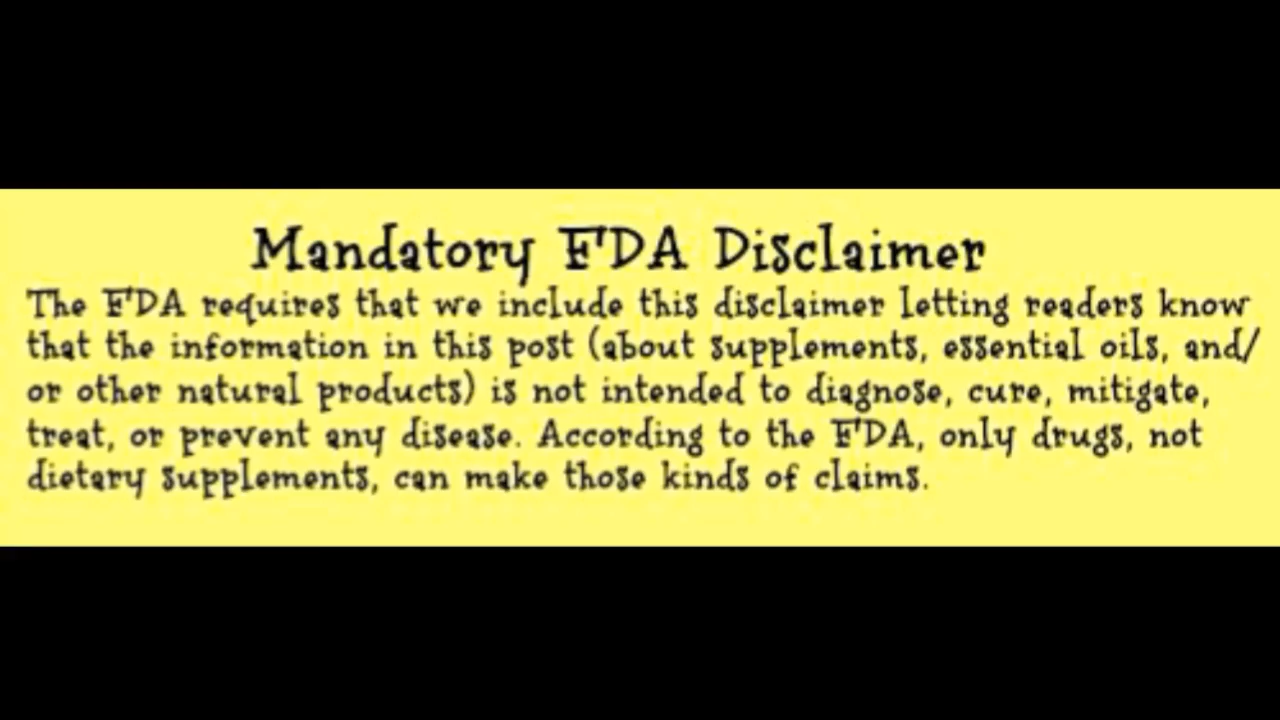 Mandatory FDA Disclaimer
The FDA requires that we include this disclaimer letting readers know
that the information in this post (about supplements, essential oils, and/
or other natural products) is not intended to diagnose, cure, mitigate,
treat, or prevent any disease. According to the FDA, only drugs, not
dietary supplements, can make those kinds of claims.